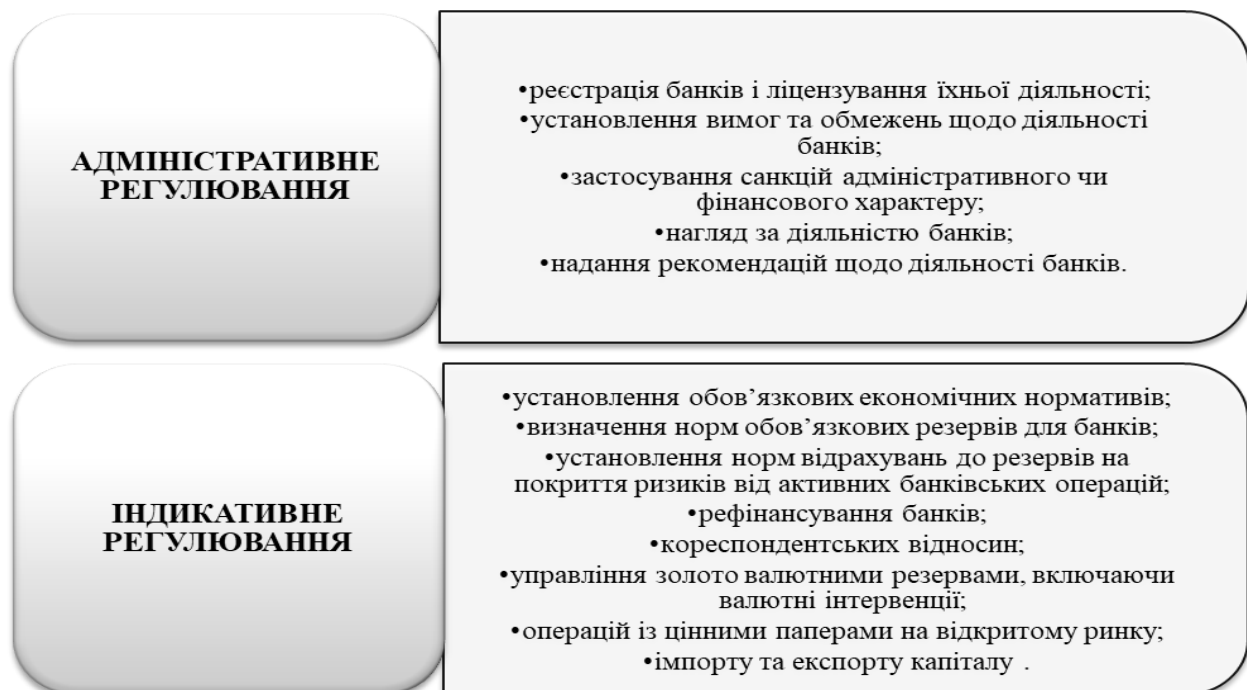 АДМІНІСТРАТИВНЕ
РЕГУЛЮВАННЯ
•реєстрація банків і ліцензування їхньої діяльності;
•установлення вимог та обмежень щодо діяльності
банків;
•застосування санкцій адміністративного чи
фінансового характеру;
•нагляд за діяльністю банків;
•надання рекомендацій щодо діяльності банків.
ІНДИКАТИВНЕ
РЕГУЛЮВАННЯ
•установлення обов’язкових економічних нормативів;
•визначення норм обов’язкових резервів для банків;
•установлення норм відрахувань до резервів на
покриття ризиків від активних банківських операцій;
•рефінансування банків;
•кореспондентських відносин;
•управління золото валютними резервами, включаючи
валютні інтервенції;
•операцій із цінними паперами на відкритому ринку;
•імпорту та експорту капіталу .